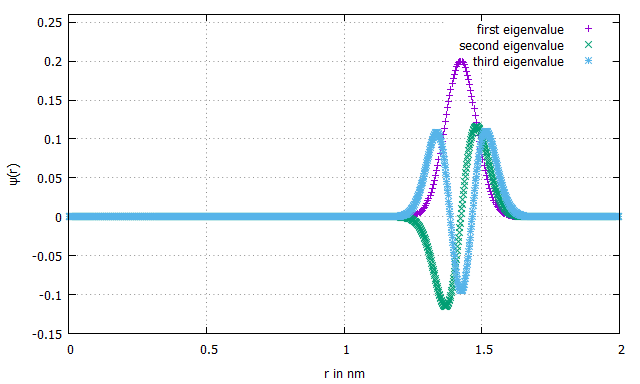 0.25
0.2
0.15
0.1
0.05
0
-0.05
-0.1
-0.15
ψ(r)
first eigenvalue
second eigenvalue
third eigenvalue
0 0.5 1 1.5 2
r in nm